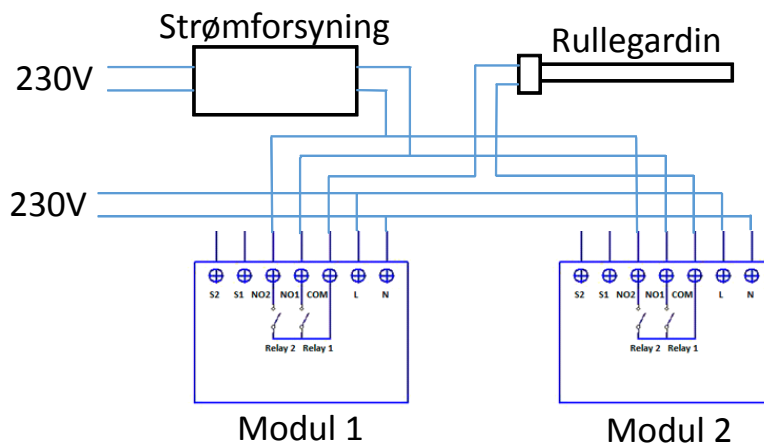 Strømforsyning
Rullegardin
230V
230V
S2 S1 NO2 NO1 COM L N
S2 S1 NO2 NO1 COM L N
Relay 2 Relay 1
Relay 2 Relay 1
Modul 1
Modul 2